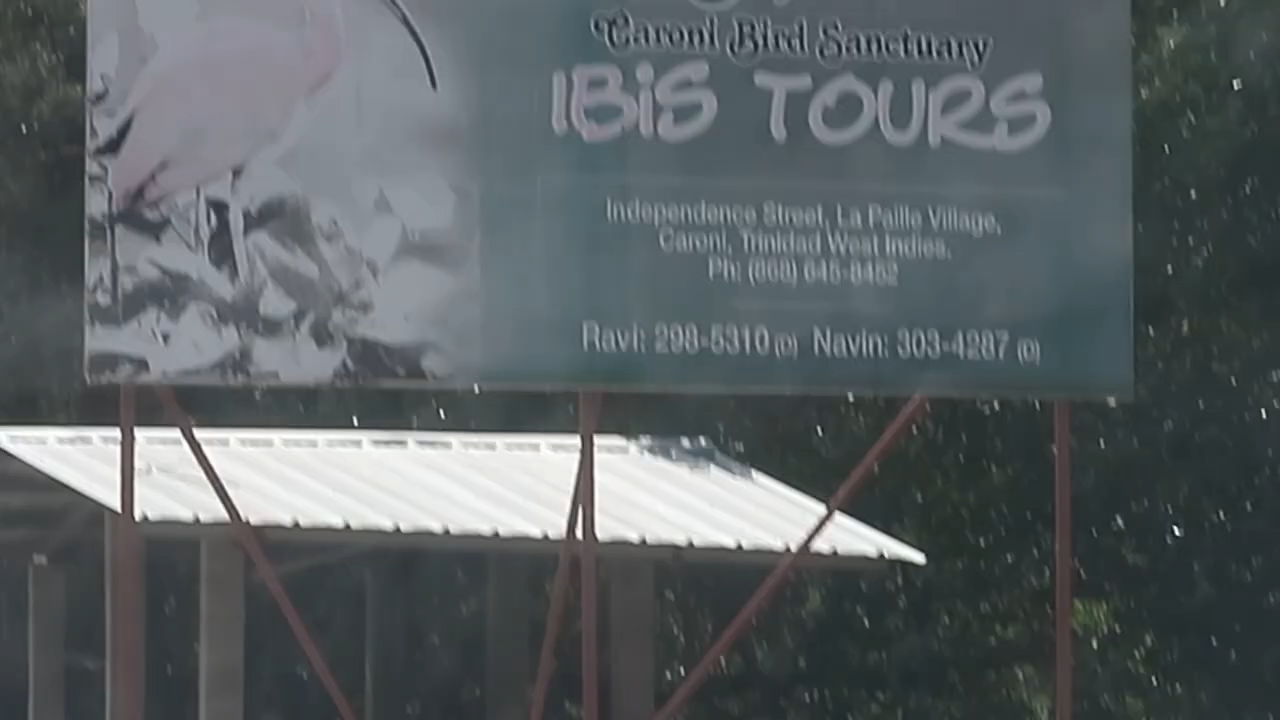 Caroni Bird Sanctuary
IBiS TOURS
Independence Street, La Paille Village,
Caroni, Trinidad West Indies.
Ph: (868) 645-8452
Ravi: 298-5310 (D) Navin: 303-4287 (D)